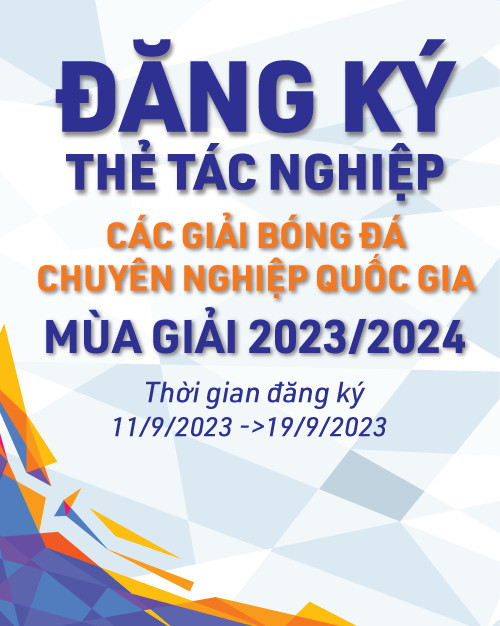 ĐĂNG KÝ
THẺ TÁC NGHIỆP
CÁC GIẢI BÓNG ĐÁ
CHUYÊN NGHIỆP QUỐC GIA
MÙA GIẢI 2023/2024
Thời gian đăng ký
11/9/2023 ->19/9/2023